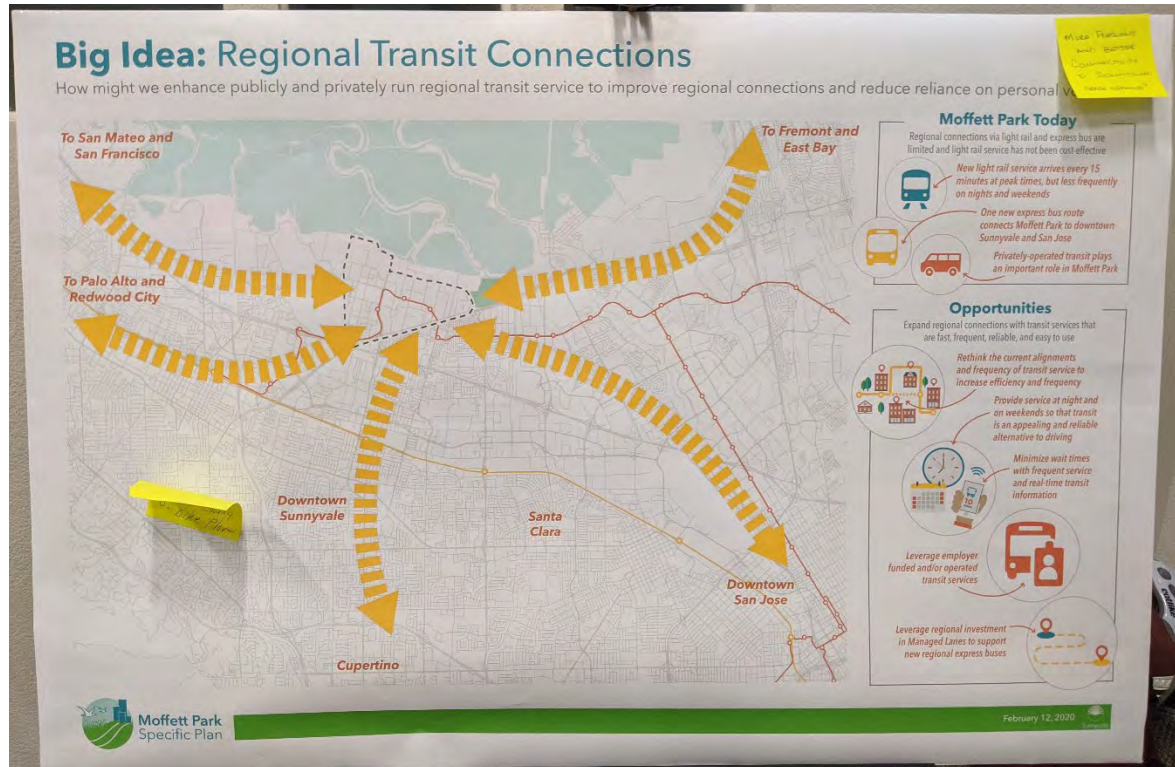 Big Idea: Regional Transit Connections
How might we enhance publicly and privately run regional transit service to improve regional connections and reduce reliance on personal
More Frequent
and Better
Connectivity
To San Mateo and
San Francisco
To Fremont and
East Bay
To Palo Alto and
Redwood City
Downtown
Sunnyvale
Santa
Clara
Downtown
San Jose
Cupertino
Bike Plan
Moffett Park Today
Regional connections via light rail and express bus are
limited and light rail service has not been cost-effective
New light rail service arrives every 15
minutes at peak times, but less frequently
on nights and weekends
One new express bus route
connects Moffett Park to downtown
Sunnyvale and San Jose
Privately-operated transit plays
an important role in Moffett Park
Opportunities
Expand regional connections with transit services that
are fast, frequent, reliable, and easy to use
Rethink the current alignments
and frequency of transit service to
increase efficiency and frequency
Provide service at night and
on weekends so that transit
is an appealing and reliable
alternative to driving
Minimize wait times
with frequent service
and real-time transit
information
10
Leverage employer
funded and/or operated
transit services
Leverage regional investment
in Managed Lanes to support
new regional express buses
Moffett Park
Specific Plan
February 12, 2020
Sunnyvale